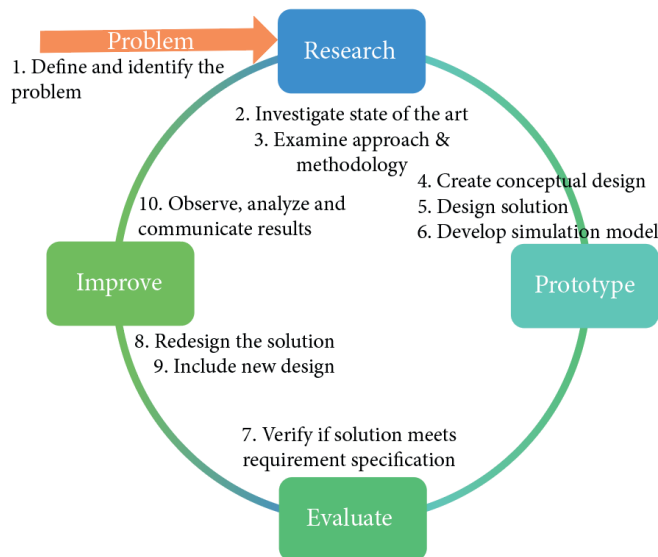 Problem
1. Define and identify the
problem
Research
2. Investigate state of the art
3. Examine approach &
methodology
4. Create conceptual design
5. Design solution
6. Develop simulation model
Prototype
10. Observe, analyze and
communicate results
Improve
8. Redesign the solution
9. Include new design
7. Verify if solution meets
requirement specification
Evaluate